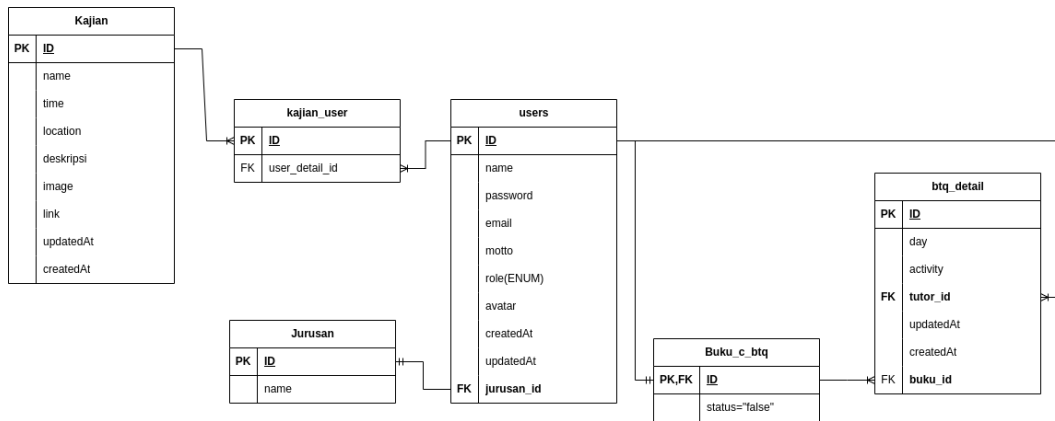 Kajian
PK ID
name
time
location
deskripsi
image
link
updatedAt
createdAt
kajian_user
PK ID
FK user_detail_id
users
PK ID
name
password
email
motto
role(ENUM)
avatar
createdAt
updatedAt
FK jurusan_id
Jurusan
PK ID
name
Buku_c_btq
PK,FK ID
status="false"
btq_detail
PK ID
day
activity
FK tutor_id
updatedAt
createdAt
FK buku_id